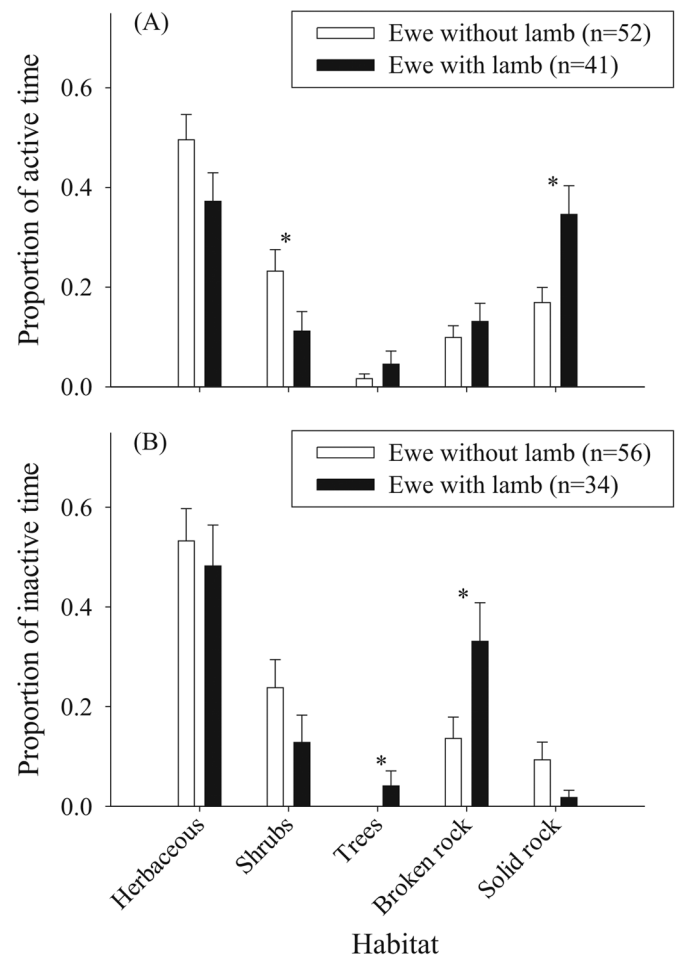 (A)
Ewe without lamb (n=52)
Ewe with lamb (n=41)
Proportion of active time
0.6
0.4
0.2
0.0
*
*
(B)
Ewe without lamb (n=56)
Ewe with lamb (n=34)
Proportion of inactive time
0.6
0.4
0.2
0.0
*
*
Herbaceous
Shrubs
Trees
Broken rock
Solid rock
Habitat